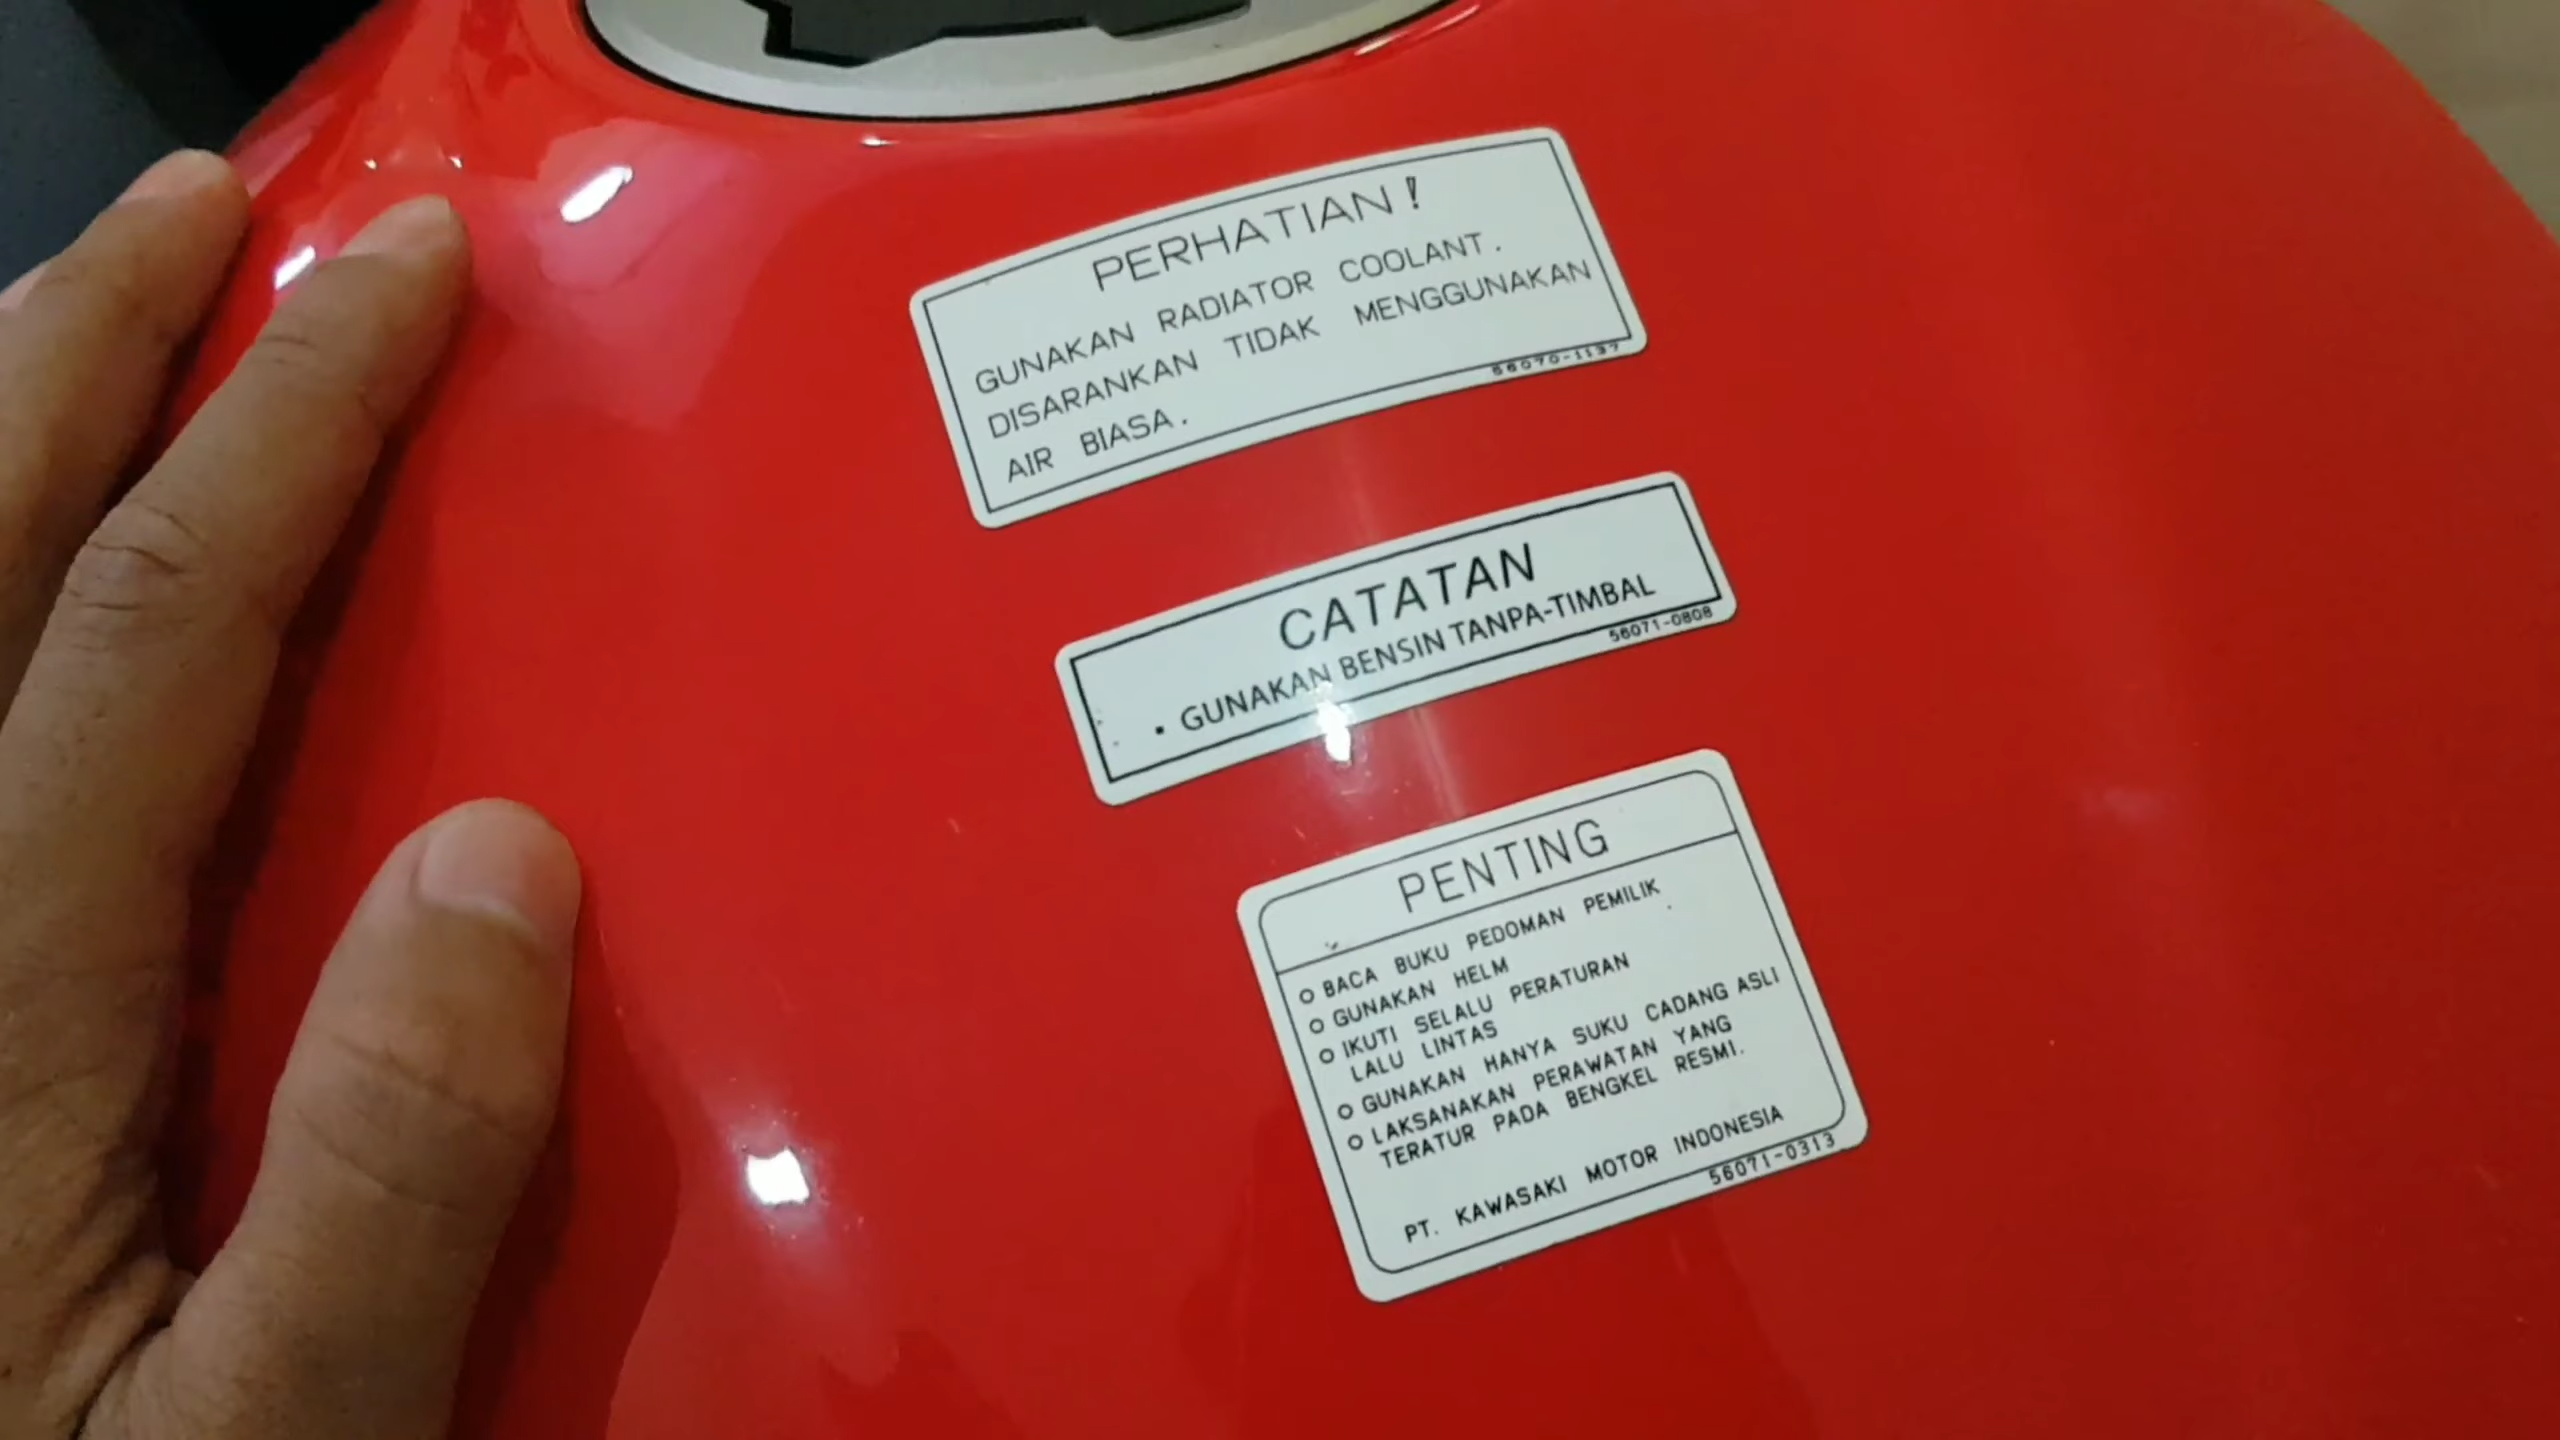 PERHATIAN!
GUNAKAN RADIATOR COOLANT.
DISARANKAN TIDAK MENGGUNAKAN
AIR BIASA.
56070-1137
CATATAN
• GUNAKAN BENSIN TANPA-TIMBAL
56071-0808
PENTING
○ BACA BUKU PEDOMAN PEMILIK
○ GUNAKAN HELM
○ IKUTI SELALU PERATURAN
LALU LINTAS
○ GUNAKAN HANYA SUKU CADANG ASLI
○ LAKSANAKAN PERAWATAN YANG
TERATUR PADA BENGKEL RESMI.
PT. KAWASAKI MOTOR INDONESIA
56071-0313